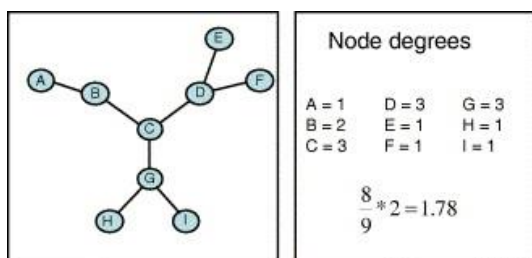 E
A
F
B
D
C
G
H
I
Node degrees
A = 1 D = 3 G = 3
B = 2 E = 1 H = 1
C = 3 F = 1 I = 1
8/9 * 2 = 1.78